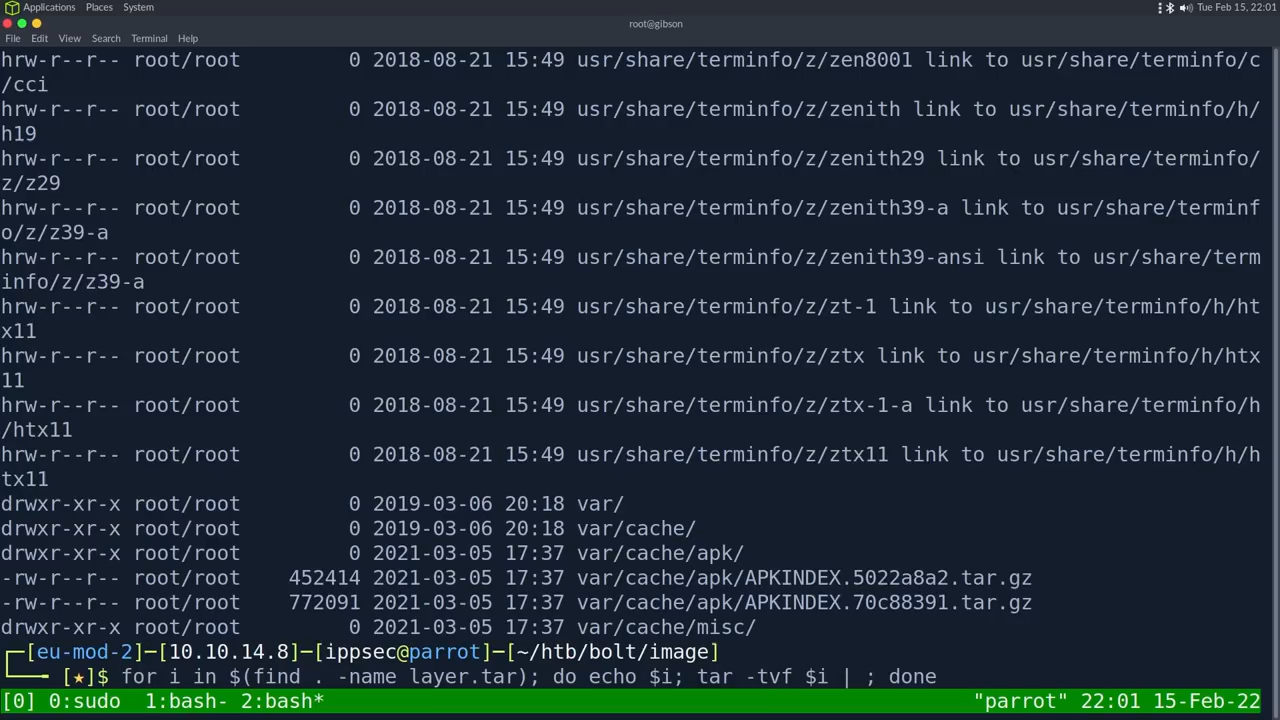 Applications Places System
Tue Feb 15, 22:01
root@gibson
File Edit View Search Terminal Help
hrw-r--r-- root/root 0 2018-08-21 15:49 usr/share/terminfo/z/zen8001 link to usr/share/terminfo/c
/cci
hrw-r--r-- root/root 0 2018-08-21 15:49 usr/share/terminfo/z/zenith link to usr/share/terminfo/h/
h19
hrw-r--r-- root/root 0 2018-08-21 15:49 usr/share/terminfo/z/zenith29 link to usr/share/terminfo/
z/z29
hrw-r--r-- root/root 0 2018-08-21 15:49 usr/share/terminfo/z/zenith39-a link to usr/share/terminf
o/z/z39-a
hrw-r--r-- root/root 0 2018-08-21 15:49 usr/share/terminfo/z/zenith39-ansi link to usr/share/term
info/z/z39-a
hrw-r--r-- root/root 0 2018-08-21 15:49 usr/share/terminfo/z/zt-1 link to usr/share/terminfo/h/ht
x11
hrw-r--r-- root/root 0 2018-08-21 15:49 usr/share/terminfo/z/ztx link to usr/share/terminfo/h/htx
11
hrw-r--r-- root/root 0 2018-08-21 15:49 usr/share/terminfo/z/ztx-1-a link to usr/share/terminfo/h
/htx11
hrw-r--r-- root/root 0 2018-08-21 15:49 usr/share/terminfo/z/ztx11 link to usr/share/terminfo/h/h
tx11
drwxr-xr-x root/root 0 2019-03-06 20:18 var/
drwxr-xr-x root/root 0 2019-03-06 20:18 var/cache/
drwxr-xr-x root/root 0 2021-03-05 17:37 var/cache/apk/
-rw-r--r-- root/root 452414 2021-03-05 17:37 var/cache/apk/APKINDEX.5022a8a2.tar.gz
-rw-r--r-- root/root 772091 2021-03-05 17:37 var/cache/apk/APKINDEX.70c88391.tar.gz
drwxr-xr-x root/root 0 2021-03-05 17:37 var/cache/misc/
┌─[eu-mod-2]─[10.10.14.8]─[ippsec@parrot]─[~/htb/bolt/image]
└──╼ [★]$ for i in $(find . -name layer.tar); do echo $i; tar -tvf $i | ; done
[0] 0:sudo 1:bash- 2:bash* "parrot" 22:01 15-Feb-22